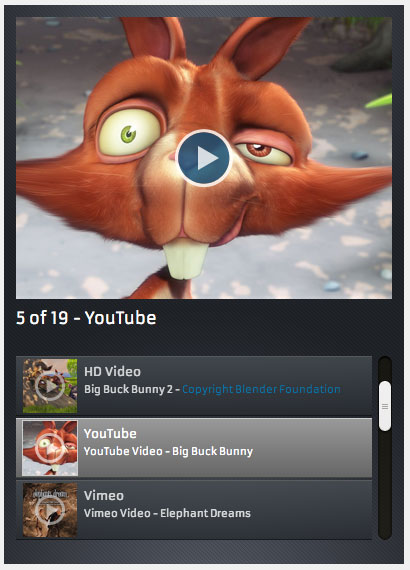 5 of 19 - YouTube
HD Video
Big Buck Bunny 2 - Copyright Blender Foundation
YouTube
YouTube Video - Big Buck Bunny
Vimeo
Vimeo Video - Elephant Dreams